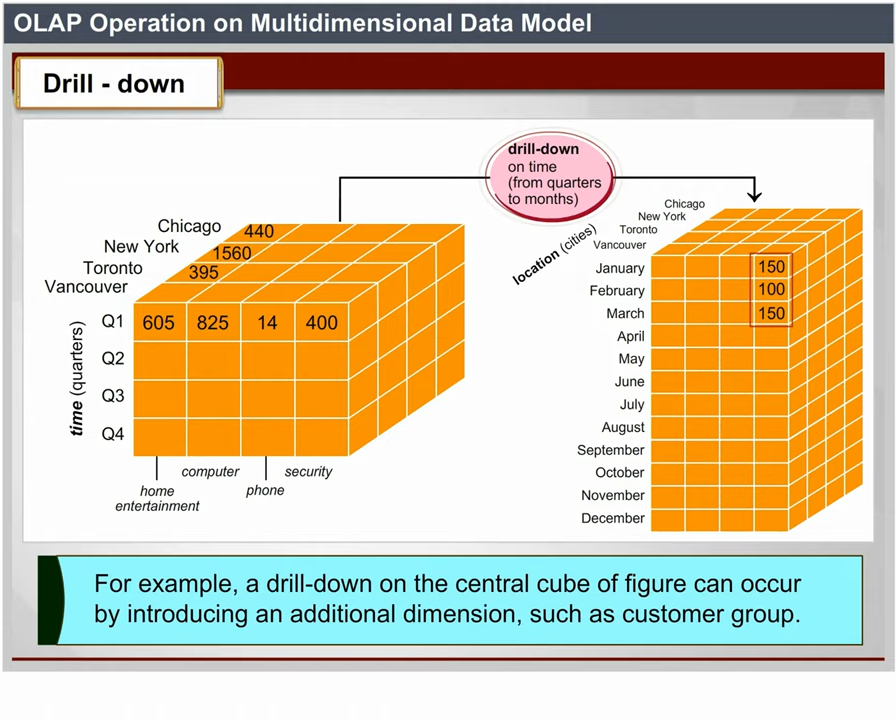 OLAP Operation on Multidimensional Data Model
Drill - down
drill-down
on time
(from quarters
to months)
Chicago
New York
Toronto
Vancouver
440
1560
395
time (quarters)
Q1
605
825
14
400
Q2
Q3
Q4
computer
security
home
entertainment
phone
location (cities)
Chicago
New York
Toronto
Vancouver
January
150
February
100
March
150
April
May
June
July
August
September
October
November
December
For example, a drill-down on the central cube of figure can occur
by introducing an additional dimension, such as customer group.